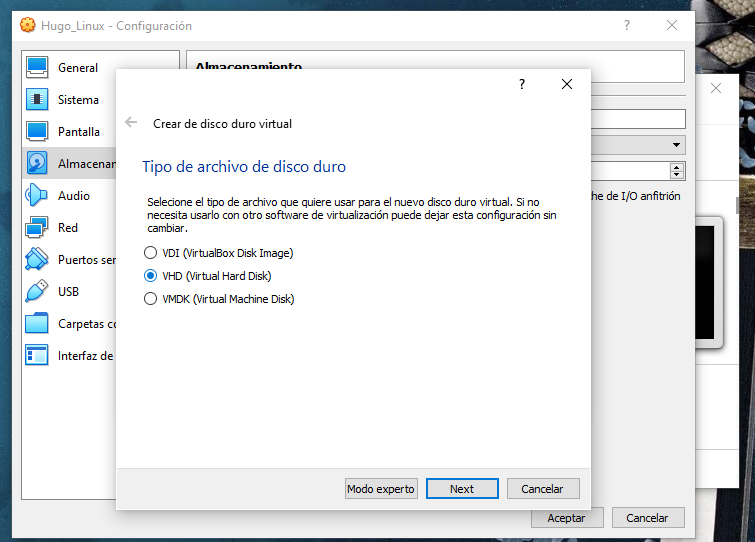 Hugo_Linux - Configuración
?
General
Almacenamiento
Sistema
Pantalla
Almacenar
Audio
Red
Puertos ser
USB
Carpetas co
Interfaz de
?
Crear de disco duro virtual
Tipo de archivo de disco duro
Seleccione el tipo de archivo que quiere usar para el nuevo disco duro virtual. Si no
necesita usarlo con otro software de virtualización puede dejar esta configuración sin
cambiar.
VDI (VirtualBox Disk Image)
VHD (Virtual Hard Disk)
VMDK (Virtual Machine Disk)
he de I/O anfitrión
Modo experto
Next
Cancelar
Aceptar
Cancelar